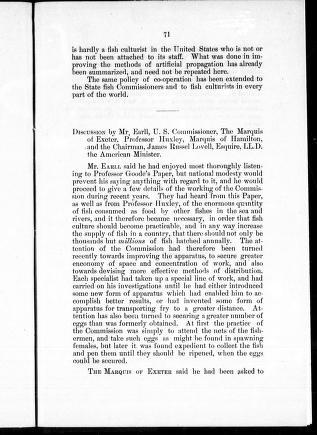 71
is hardly a fish culturist in the United States who is not or
has not been attached to its staff. What was done in im-
proving the methods of artificial propagation has already
been summarized, and need not be repeated here.
The same policy of co-operation has been extended to
the State fish Commissioners and to fish culturists in every
part of the world.
DISCUSSION by Mr. Earll, U. S. Commissioner, The Marquis
of Exeter, Professor Huxley, Marquis of Hamilton,
and the Chairman, James Russel Lovell, Esquire, LL.D.
the American Minister.
MR. EARLL said he had enjoyed most thoroughly listen-
ing to Professor Goode's Paper, but national modesty would
prevent his saying anything with regard to it, and he would
proceed to give a few details of the working of the Commis-
sion during recent years. They had heard from this Paper,
as well as from Professor Huxley, of the enormous quantity
of fish consumed as food by other fishes in the sea and
rivers, and it therefore became necessary, in order that fish
culture should become practicable, and in any way increase
the supply of fish in a country, that there should not only be
thousands but millions of fish hatched annually. The at-
tention of the Commission had therefore been turned
recently towards improving the apparatus, to secure greater
enconomy of space and concentration of work, and also
towards devising more effective methods of distribution.
Each specialist had taken up a special line of work, and had
carried on his investigations until he had either introduced
some new form of apparatus which had enabled him to ac-
complish better results, or had invented some form of
apparatus for transporting fry to a greater distance. At-
tention has also been turned to securing a greater number of
eggs than were formerly obtained. At first the practice of
the Commission was simply to attend the nets of the fish-
ermen, and take such eggs as might be found in spawning
females, but later it was found expedient to collect the fish
and pen them until they should be ripened, when the eggs
could be secured.
THE MARQUIS OF EXETER said he had been asked to